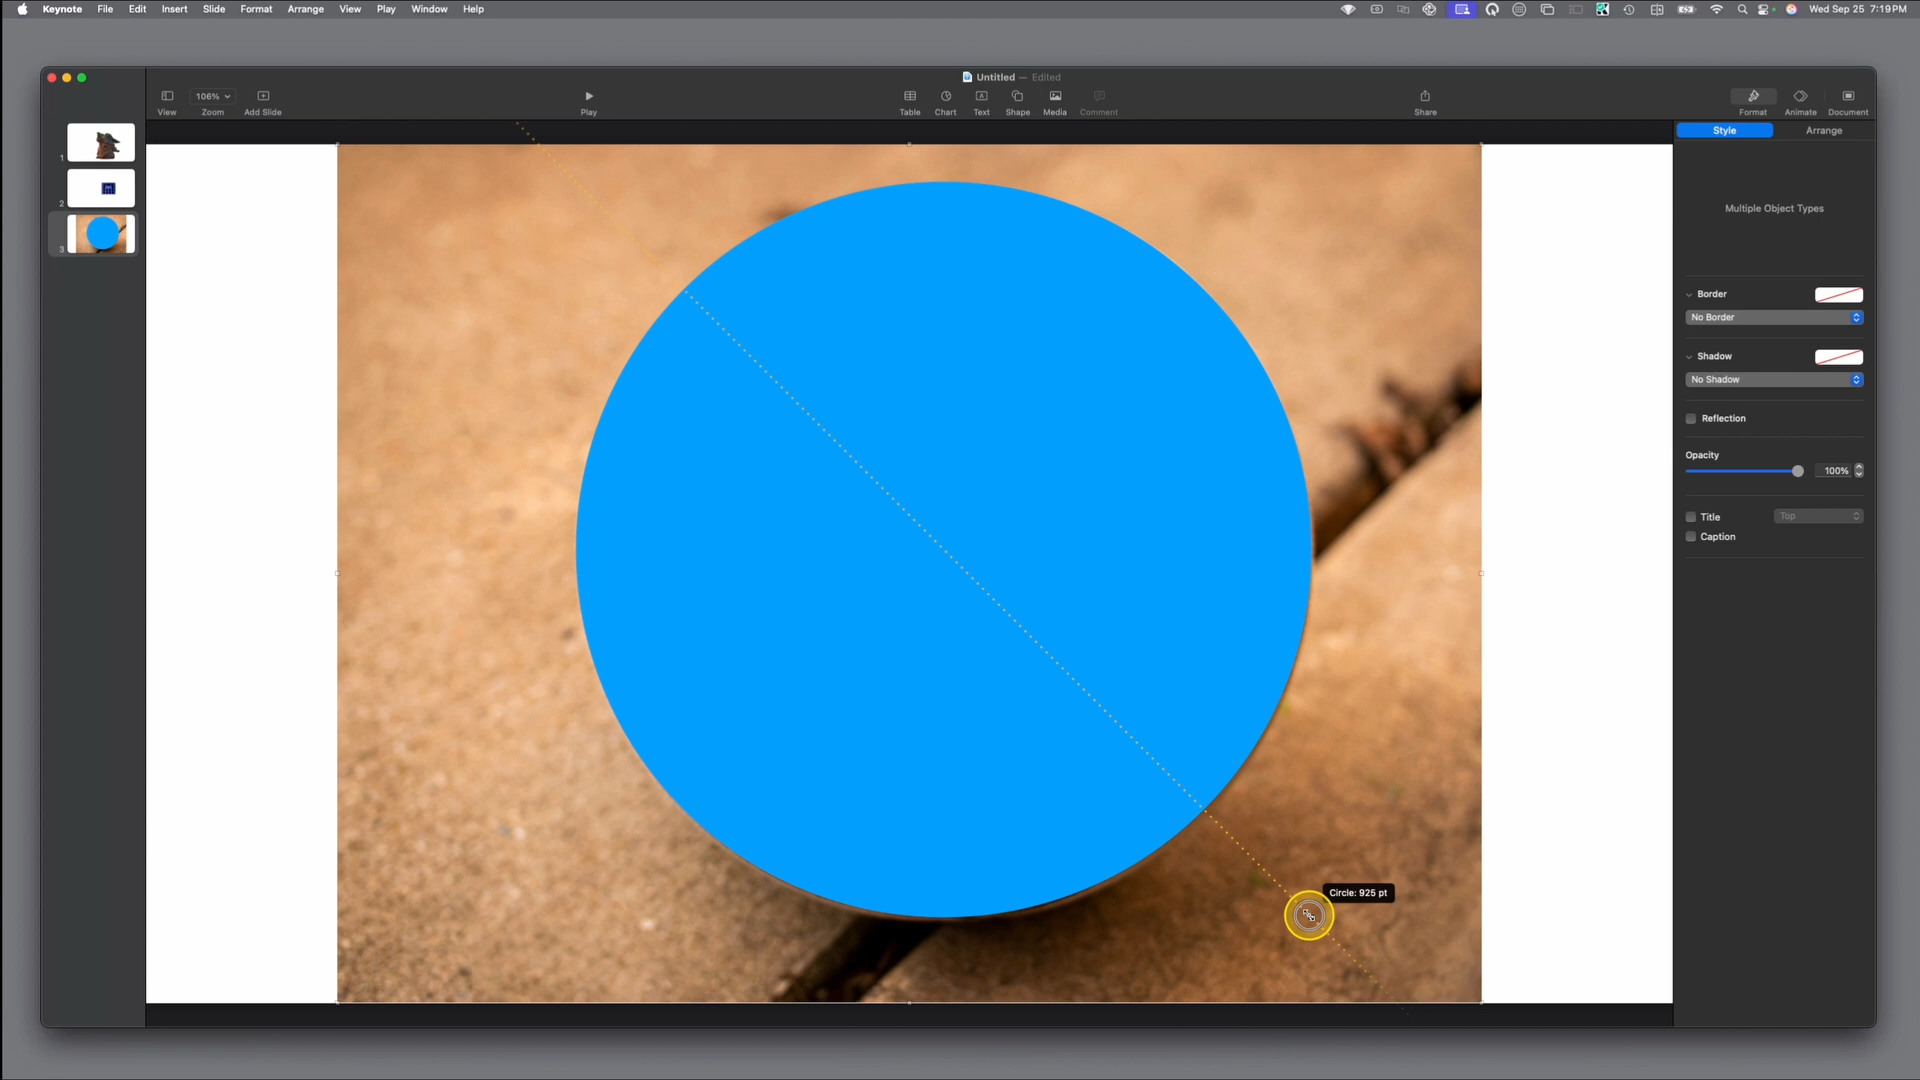 Keynote File Edit Insert Slide Format Arrange View Play Window Help Wed Sep 25 7:19 PM
Untitled — Edited
106%
View Zoom Add Slide Play Table Chart Text Shape Media Comment Share Format Animate Document
Style Arrange
1
2
3
Multiple Object Types
Border
No Border
Shadow
No Shadow
Reflection
Opacity
100%
Title Top
Caption
Circle: 925 pt